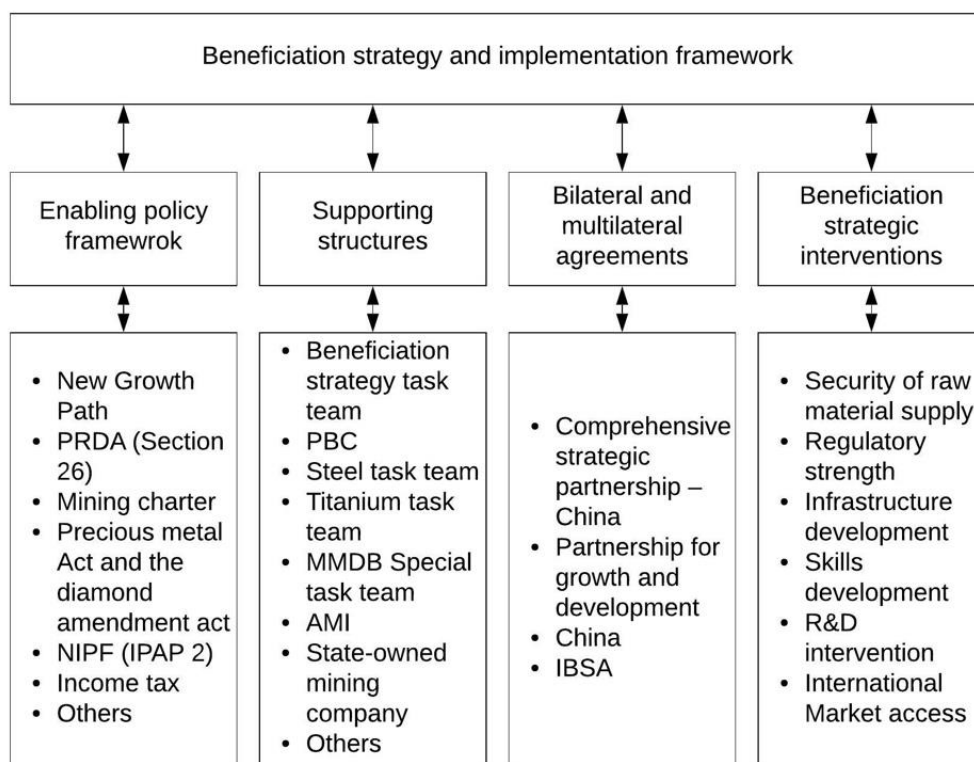 Beneficiation strategy and implementation framework
Enabling policy
framewrok
Supporting
structures
Bilateral and
multilateral
agreements
Beneficiation
strategic
interventions
• New Growth
Path
• PRDA (Section
26)
• Mining charter
• Precious metal
Act and the
diamond
amendment act
• NIPF (IPAP 2)
• Income tax
• Others
• Beneficiation
strategy task
team
• PBC
• Steel task team
• Titanium task
team
• MMDB Special
task team
• AMI
• State-owned
mining
company
• Others
• Comprehensive
strategic
partnership –
China
• Partnership for
growth and
development
• China
• IBSA
• Security of raw
material supply
• Regulatory
strength
• Infrastructure
development
• Skills
development
• R&D
intervention
• International
Market access